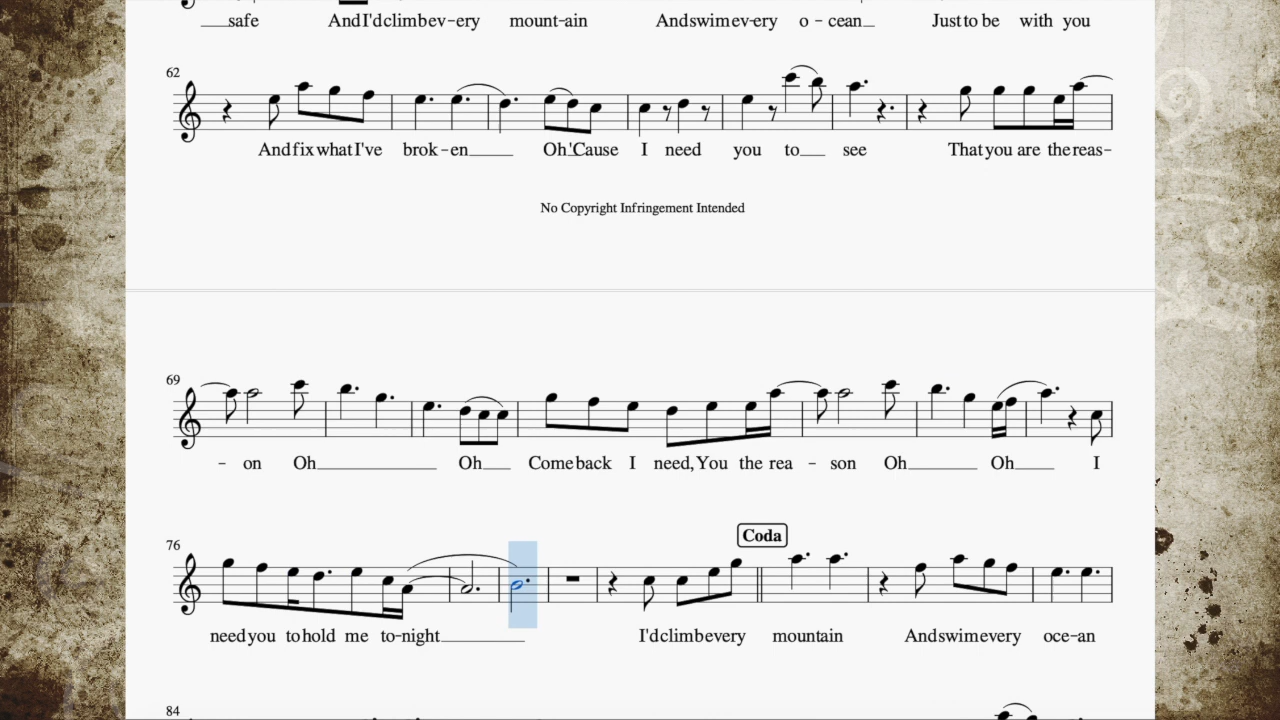 safe And I'd climb ev-ery mount-ain And swim ev-ery o - cean Just to be with you
62
And fix what I've brok-en Oh 'Cause I need you to see That you are the reas-
No Copyright Infringement Intended
69
- on Oh Oh Come back I need, You the rea - son Oh Oh I
76
Coda
need you to hold me to-night I'd climb every mountain And swim every oce-an
84